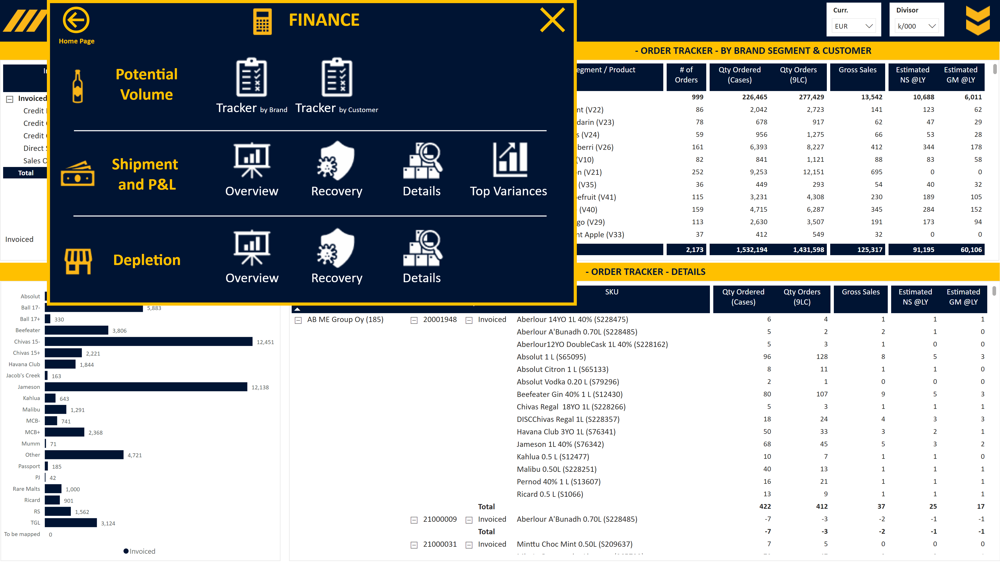 Home Page
FINANCE
Potential
Volume
Tracker by Brand
Tracker by Customer
Shipment
and P&L
Overview
Recovery
Details
Top Variances
Depletion
Overview
Recovery
Details
Curr.
EUR
Divisor
k/000
Invoiced
Credit
Credit
Credit
Direct
Sales
Total
Invoiced
- ORDER TRACKER - BY BRAND SEGMENT & CUSTOMER
egment / Product
# of Orders
Qty Ordered (Cases)
Qty Orders (9LC)
Gross Sales
Estimated NS @LY
Estimated GM @LY
999 226,465 277,429 13,542 10,688 6,011
nt (V22) 86 2,042 2,723 141 123 62
darin (V23) 78 678 917 62 47 29
s (V24) 59 956 1,275 66 53 28
berri (V26) 161 6,393 8,227 412 344 178
(V10) 82 841 1,121 88 83 58
n (V21) 252 9,253 12,151 695 0 0
(V35) 36 449 293 54 40 32
efruit (V41) 115 3,231 4,308 230 189 105
(V40) 159 4,715 6,287 345 284 152
go (V29) 113 2,630 3,507 191 173 94
nt Apple (V33) 37 412 549 32 0 0
2,173 1,532,194 1,431,598 125,317 91,195 60,106
Absolut
Ball 17- 5,883
Ball 17+ 330
Beefeater 3,806
Chivas 15- 12,451
Chivas 15+ 2,221
Havana Club 1,844
Jacob's Creek 163
Jameson 12,138
Kahlua 643
Malibu 1,291
MCB- 741
MCB+ 2,368
Mumm 71
Other 4,721
Passport 185
PJ 42
Rare Malts 1,000
Ricard 901
RS 1,562
TGL 3,124
To be mapped 0
Invoiced
- ORDER TRACKER - DETAILS
SKU
Qty Ordered (Cases)
Qty Orders (9LC)
Gross Sales
Estimated NS @LY
Estimated GM @LY
AB ME Group Oy (185) 20001948 Invoiced Aberlour 14YO 1L 40% (S228475) 6 4 1 1 1
Aberlour A'Bunadh 0.70L (S228485) 5 2 2 1 0
Aberlour12YO DoubleCask 1L 40% (S228162) 5 3 1 0 0
Absolut 1 L (S65095) 96 128 8 5 3
Absolut Citron 1 L (S65133) 8 11 1 1 0
Absolut Vodka 0.20 L (S79296) 2 1 0 0 0
Beefeater Gin 40% 1 L (S12430) 80 107 9 5 3
Chivas Regal 18YO 1L (S228266) 5 3 1 1 1
DISCChivas Regal 1L (S228357) 18 24 4 3 3
Havana Club 3YO 1L (S76341) 50 33 3 2 1
Jameson 1L 40% (S76342) 68 45 5 3 2
Kahlua 0.5 L (S12477) 10 7 1 1 0
Malibu 0.50L (S228251) 40 13 1 1 1
Pernod 40% 1 L (S13607) 16 21 1 1 1
Ricard 0.5 L (S1066) 13 9 1 1 1
Total 422 412 37 25 17
21000009 Invoiced Aberlour A'Bunadh 0.70L (S228485) -7 -3 -2 -1 -1
Total -7 -3 -2 -1 -1
21000031 Invoiced Minttu Choc Mint 0.50L (S209637) 7 5 0 0 0